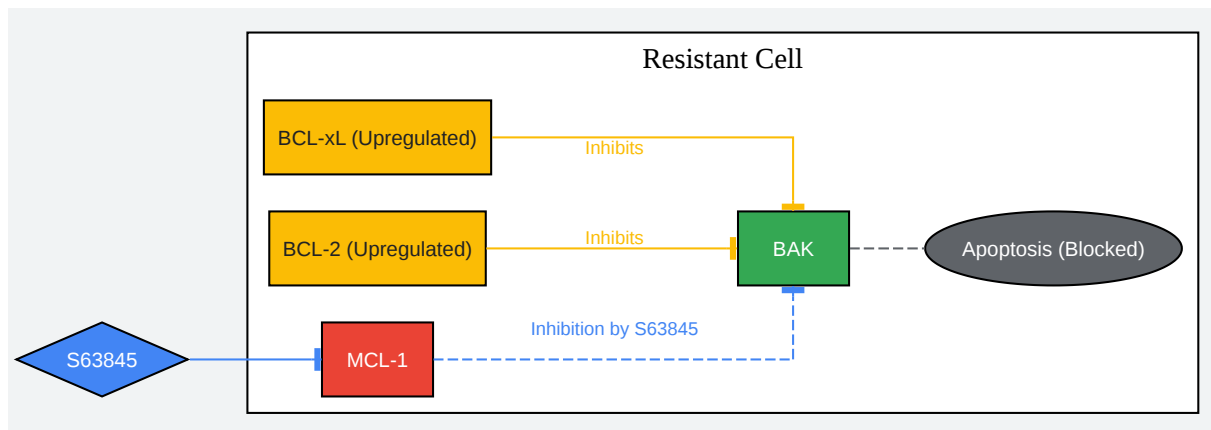 Resistant Cell
BCL-xL (Upregulated)
Inhibits
BCL-2 (Upregulated)
Inhibits
BAK
Apoptosis (Blocked)
Inhibition by S63845
S63845
MCL-1